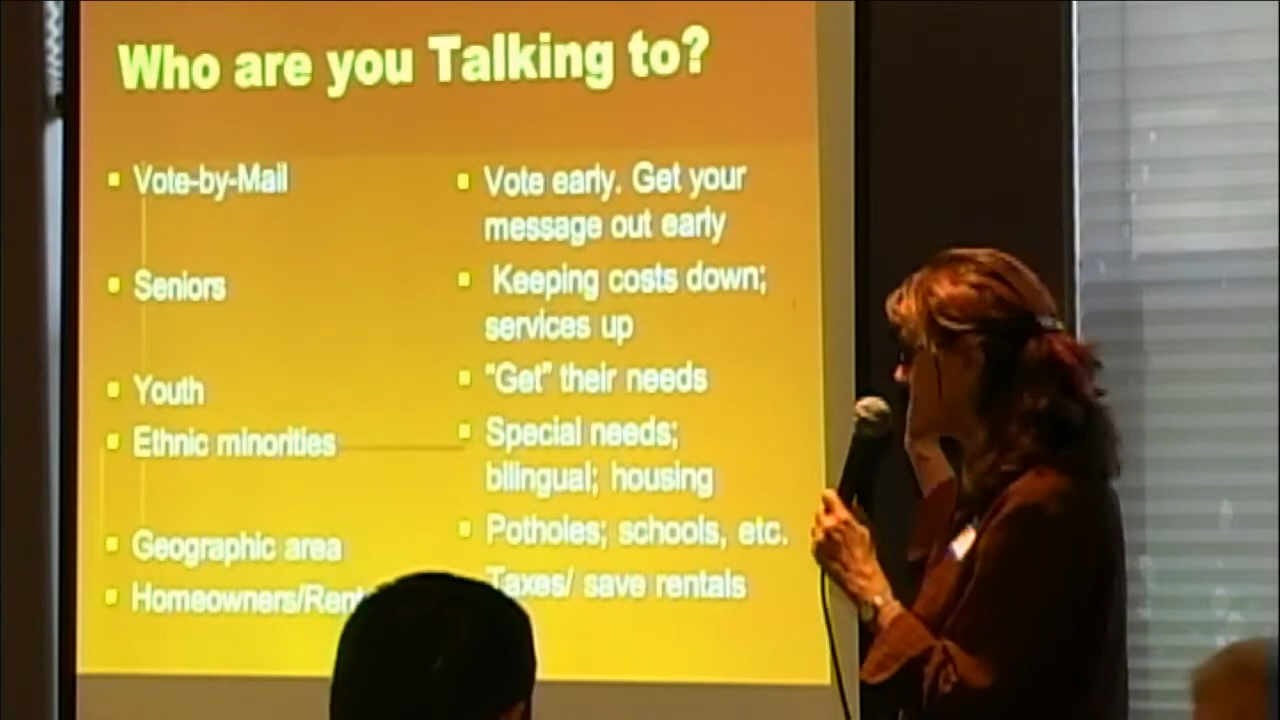 Who are you Talking to?
Vote-by-Mail
Vote early. Get your
message out early
Seniors
Keeping costs down;
services up
Youth
"Get" their needs
Ethnic minorities
Special needs;
bilingual; housing
Geographic area
Potholes; schools, etc.
Homeowners/Rent
Taxes/ save rentals